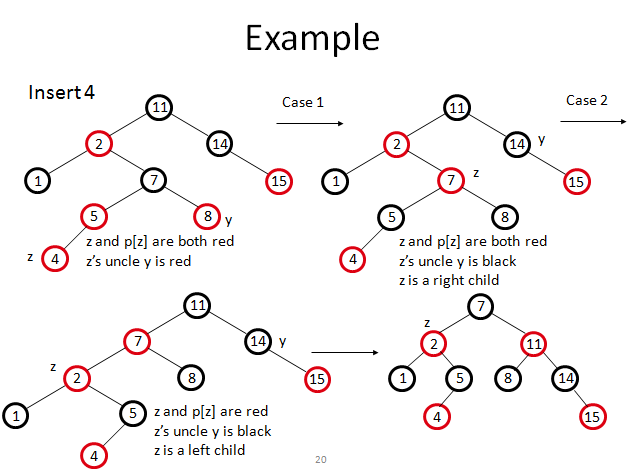 Example
Insert 4
11
Case 1
2
14
1
7
15
5
8
y
z
4
z and p[z] are both red
z’s uncle y is red
11
Case 2
2
14
y
1
7
z
15
5
8
4
z and p[z] are both red
z’s uncle y is black
z is a right child
11
7
14
y
z
2
8
15
1
5
4
z and p[z] are red
z’s uncle y is black
z is a left child
7
z
2
11
1
5
8
14
4
15
20